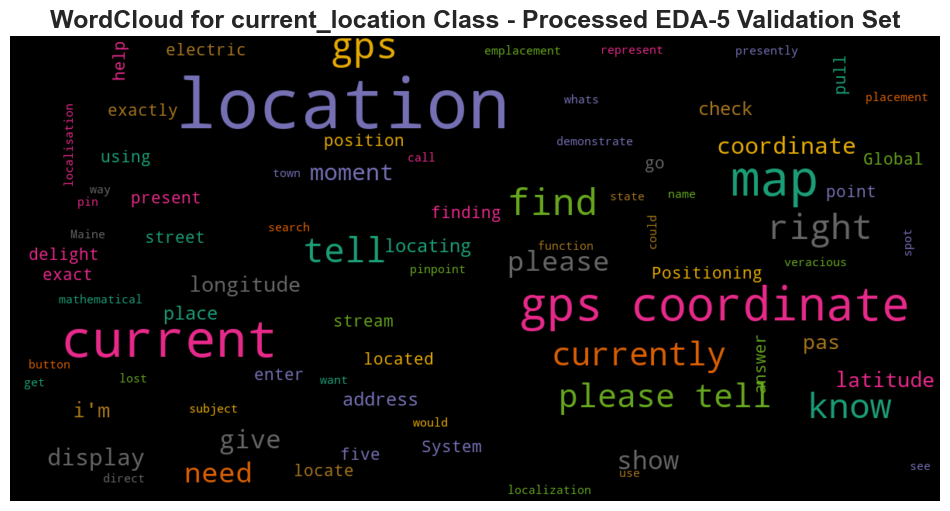 WordCloud for current_location Class - Processed EDA-5 Validation Set
help
electric
gps
emplacement
represent
presently
pull
location
whats
check
placement
exactly
localisation
position
demonstrate
coordinate
Global
using
call
town
moment
go
map
point
way
pin
present
find
state
name
finding
right
spot
Maine
street
search
tell
locating
function
could
please
delight
exact
pinpoint
Positioning
veracious
longitude
mathematical
place
stream
gps coordinate
current
located
currently
pas
answer
button
get
lost
enter
want
latitude
address
please tell
know
i'm
subject
would
give
System
display
five
show
need
locate
use
see
direct
localization